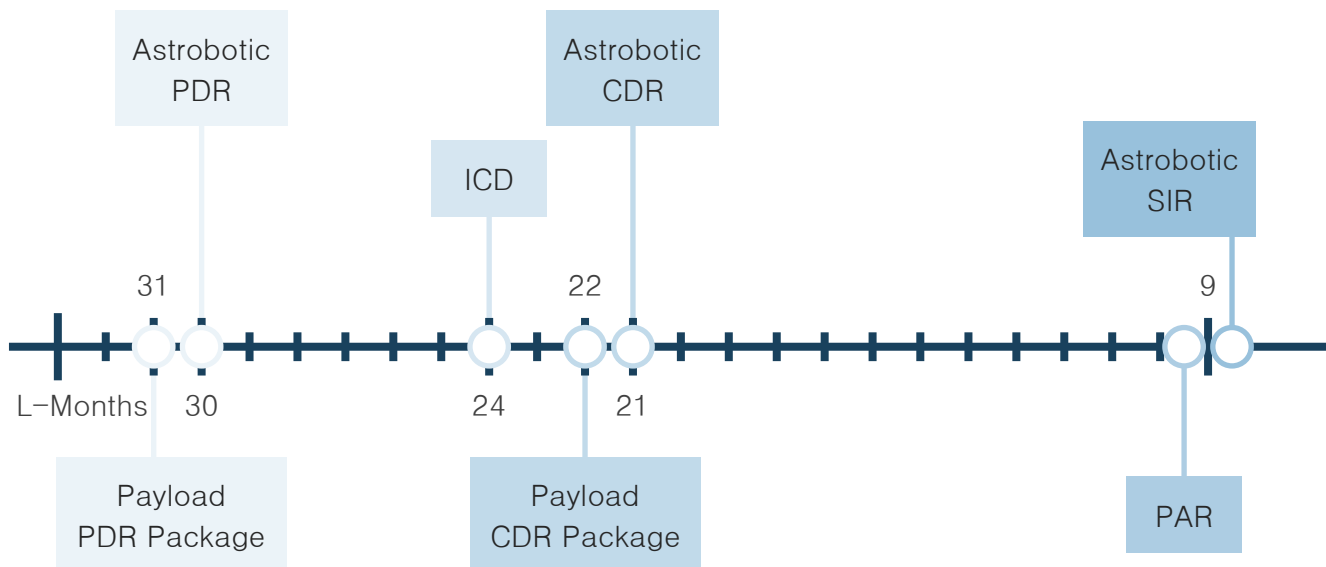 Astrobotic
PDR
Astrobotic
CDR
ICD
Astrobotic
SIR
31
22
9
L–Months
30
24
21
Payload
PDR Package
Payload
CDR Package
PAR